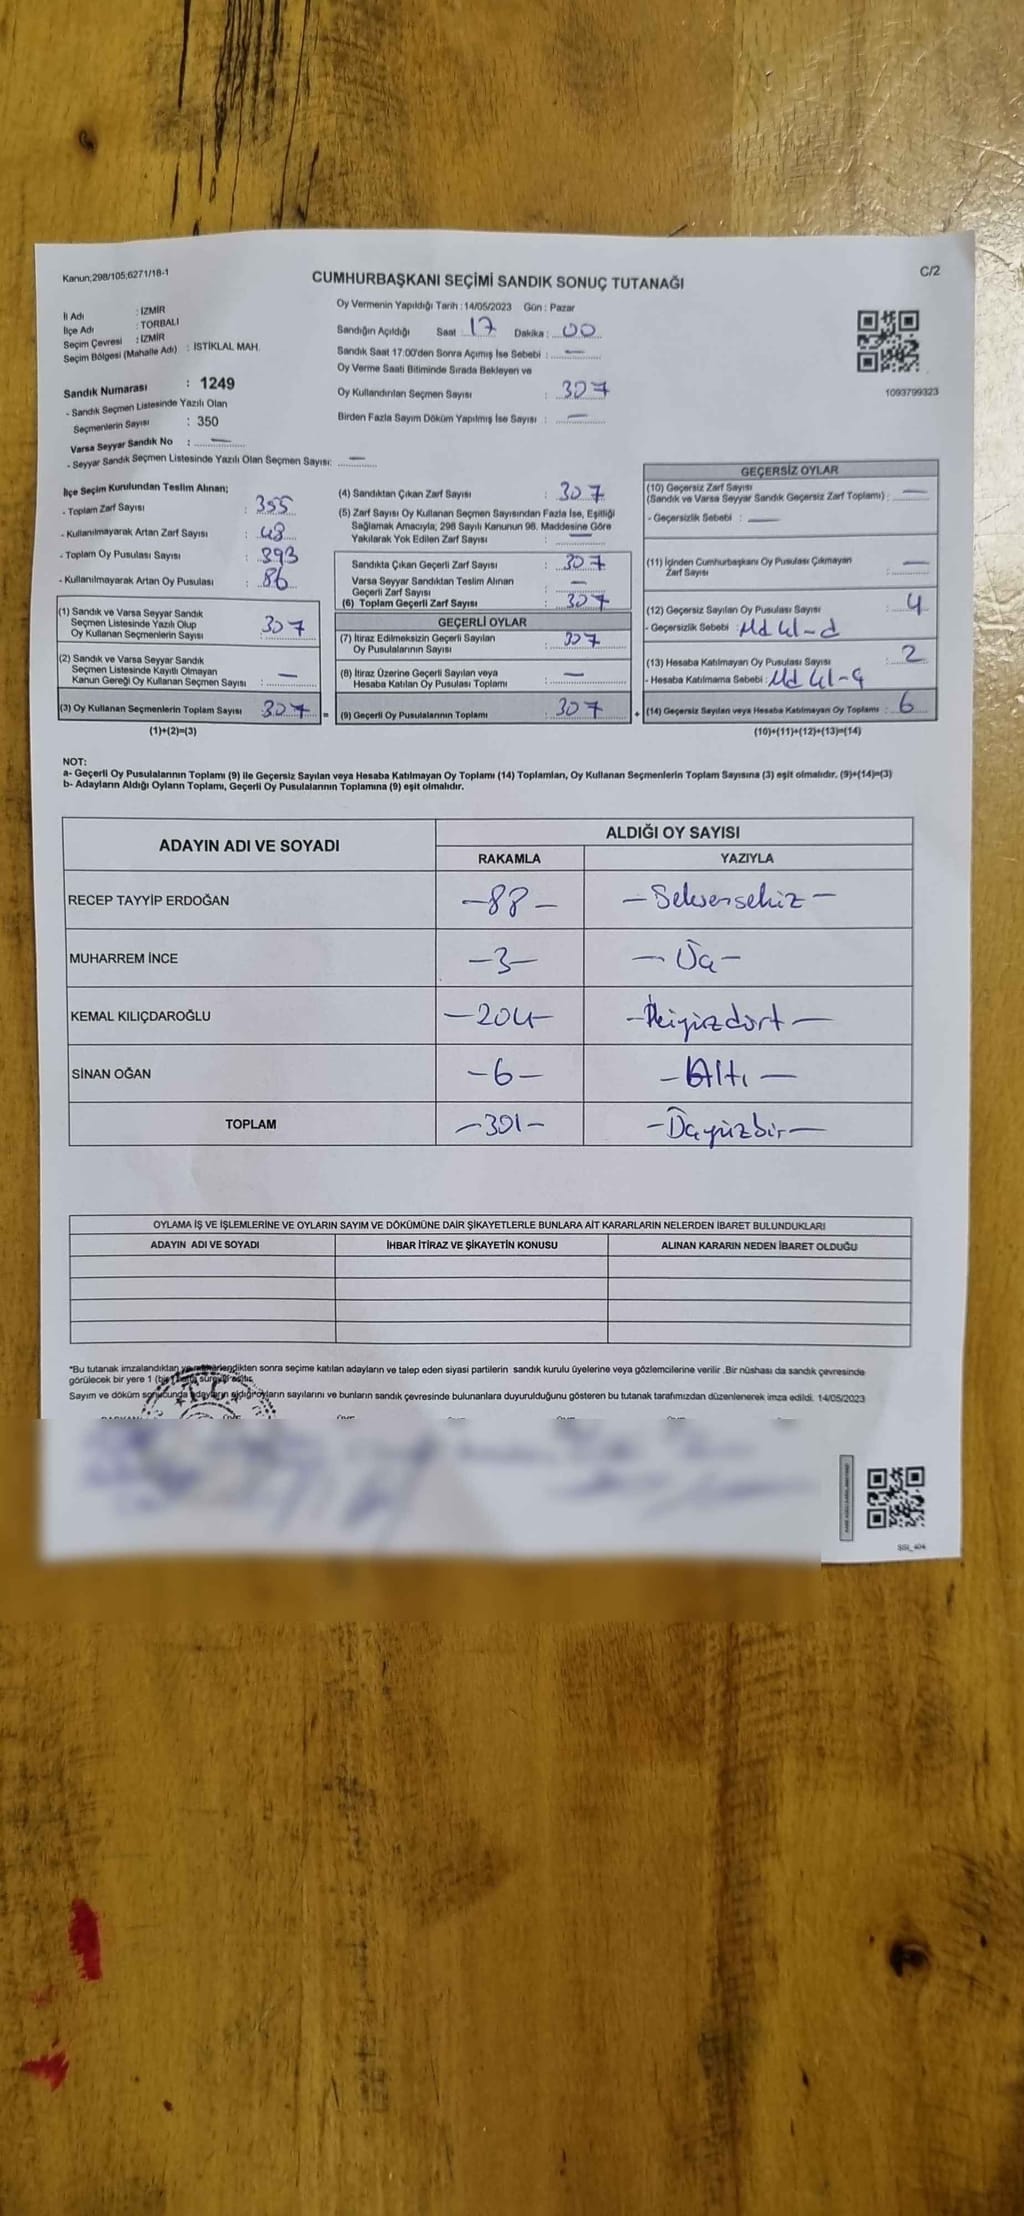 Kanun;298/105;6271/18-1
CUMHURBAŞKANI SEÇİMİ SANDIK SONUÇ TUTANAĞI
C/2
İl Adı : İZMİR
İlçe Adı : TORBALI
Seçim Çevresi : İZMİR
Seçim Bölgesi (Mahalle Adı) : İSTİKLAL MAH.
Sandık Numarası : 1249
- Sandık Seçmen Listesinde Yazılı Olan
Seçmenlerin Sayısı : 350
Varsa Seyyar Sandık No : —
- Seyyar Sandık Seçmen Listesinde Yazılı Olan Seçmen Sayısı: —
Oy Vermenin Yapıldığı Tarih : 14/05/2023 Gün : Pazar
Sandığın Açıldığı Saat : 17 Dakika : 00
Sandık Saat 17:00'den Sonra Açımış İse Sebebi : —
Oy Verme Saati Bitiminde Sırada Bekleyen ve
Oy Kullandırılan Seçmen Sayısı : 307
Birden Fazla Sayım Döküm Yapılmış İse Sayısı : —
1093799323
İlçe Seçim Kurulundan Teslim Alınan;
- Toplam Zarf Sayısı : 355
- Kullanılmayarak Artan Zarf Sayısı : 48
- Toplam Oy Pusulası Sayısı : 393
- Kullanılmayarak Artan Oy Pusulası : 86
(1) Sandık ve Varsa Seyyar Sandık
Seçmen Listesinde Yazılı Olup
Oy Kullanan Seçmenlerin Sayısı 307
(2) Sandık ve Varsa Seyyar Sandık
Seçmen Listesinde Kayıtlı Olmayan
Kanun Gereği Oy Kullanan Seçmen Sayısı : —
(3) Oy Kullanan Seçmenlerin Toplam Sayısı 307
(1)+(2)=(3)
(4) Sandıktan Çıkan Zarf Sayısı : 307
(5) Zarf Sayısı Oy Kullanan Seçmen Sayısından Fazla İse, Eşitliği
Sağlamak Amacıyla, 298 Sayılı Kanunun 98. Maddesine Göre
Yakılarak Yok Edilen Zarf Sayısı : —
Sandıkta Çıkan Geçerli Zarf Sayısı : 307
Varsa Seyyar Sandıktan Teslim Alınan
Geçerli Zarf Sayısı : —
(6) Toplam Geçerli Zarf Sayısı : 307
GEÇERLİ OYLAR
(7) İtiraz Edilmeksizin Geçerli Sayılan
Oy Pusulalarının Sayısı : 307
(8) İtiraz Üzerine Geçerli Sayılan veya
Hesaba Katılan Oy Pusulası Toplamı : —
(9) Geçerli Oy Pusulalarının Toplamı : 307
GEÇERSİZ OYLAR
(10) Geçersiz Zarf Sayısı
(Sandık ve Varsa Seyyar Sandık Geçersiz Zarf Toplamı) : —
- Geçersizlik Sebebi : —
(11) İçinden Cumhurbaşkanı Oy Pusulası Çıkmayan
Zarf Sayısı : —
(12) Geçersiz Sayılan Oy Pusulası Sayısı : 4
- Geçersizlik Sebebi :
(13) Hesaba Katılmayan Oy Pusulası Sayısı : 2
- Hesaba Katılmama Sebebi :
(14) Geçersiz Sayılan veya Hesaba Katılmayan Oy Toplamı : 6
(10)+(11)+(12)+(13)=(14)
NOT:
a- Geçerli Oy Pusulalarının Toplamı (9) ile Geçersiz Sayılan veya Hesaba Katılmayan Oy Toplamı (14) Toplamları, Oy Kullanan Seçmenlerin Toplam Sayısına (3) eşit olmalıdır. (9)+(14)=(3)
b- Adayların Aldığı Oyların Toplamı, Geçerli Oy Pusulalarının Toplamına (9) eşit olmalıdır.
ADAYIN ADI VE SOYADI ALDIĞI OY SAYISI
RAKAMLA YAZIYLA
RECEP TAYYİP ERDOĞAN -88- -Seksensekiz-
MUHARREM İNCE -3- -Üç-
KEMAL KILIÇDAROĞLU -204- -İkiyüzdört-
SİNAN OĞAN -6- -Altı-
TOPLAM -301- -Üçyüzbir-
OYLAMA İŞ VE İŞLEMLERİNE VE OYLARIN SAYIM VE DÖKÜMÜNE DAİR ŞİKAYETLERLE BUNLARA AİT KARARLARIN NELERDEN İBARET BULUNDUKLARI
ADAYIN ADI VE SOYADI İHBAR İTİRAZ VE ŞİKAYETİN KONUSU ALINAN KARARIN NEDEN İBARET OLDUĞU
*Bu tutanak imzalandıktan ve mühürlendikten sonra seçime katılan adayların ve talep eden siyasi partilerin sandık kurulu üyelerine veya gözlemcilerine verilir .Bir nüshası da sandık çevresinde
görülecek bir yere 1 (bir) hafta süreyle asılır.
Sayım ve döküm sonucunda adayların aldığı oyların sayılarını ve bunların sandık çevresinde bulunanlara duyurulduğunu gösteren bu tutanak tarafımızdan düzenlenerek imza edildi. 14/05/2023